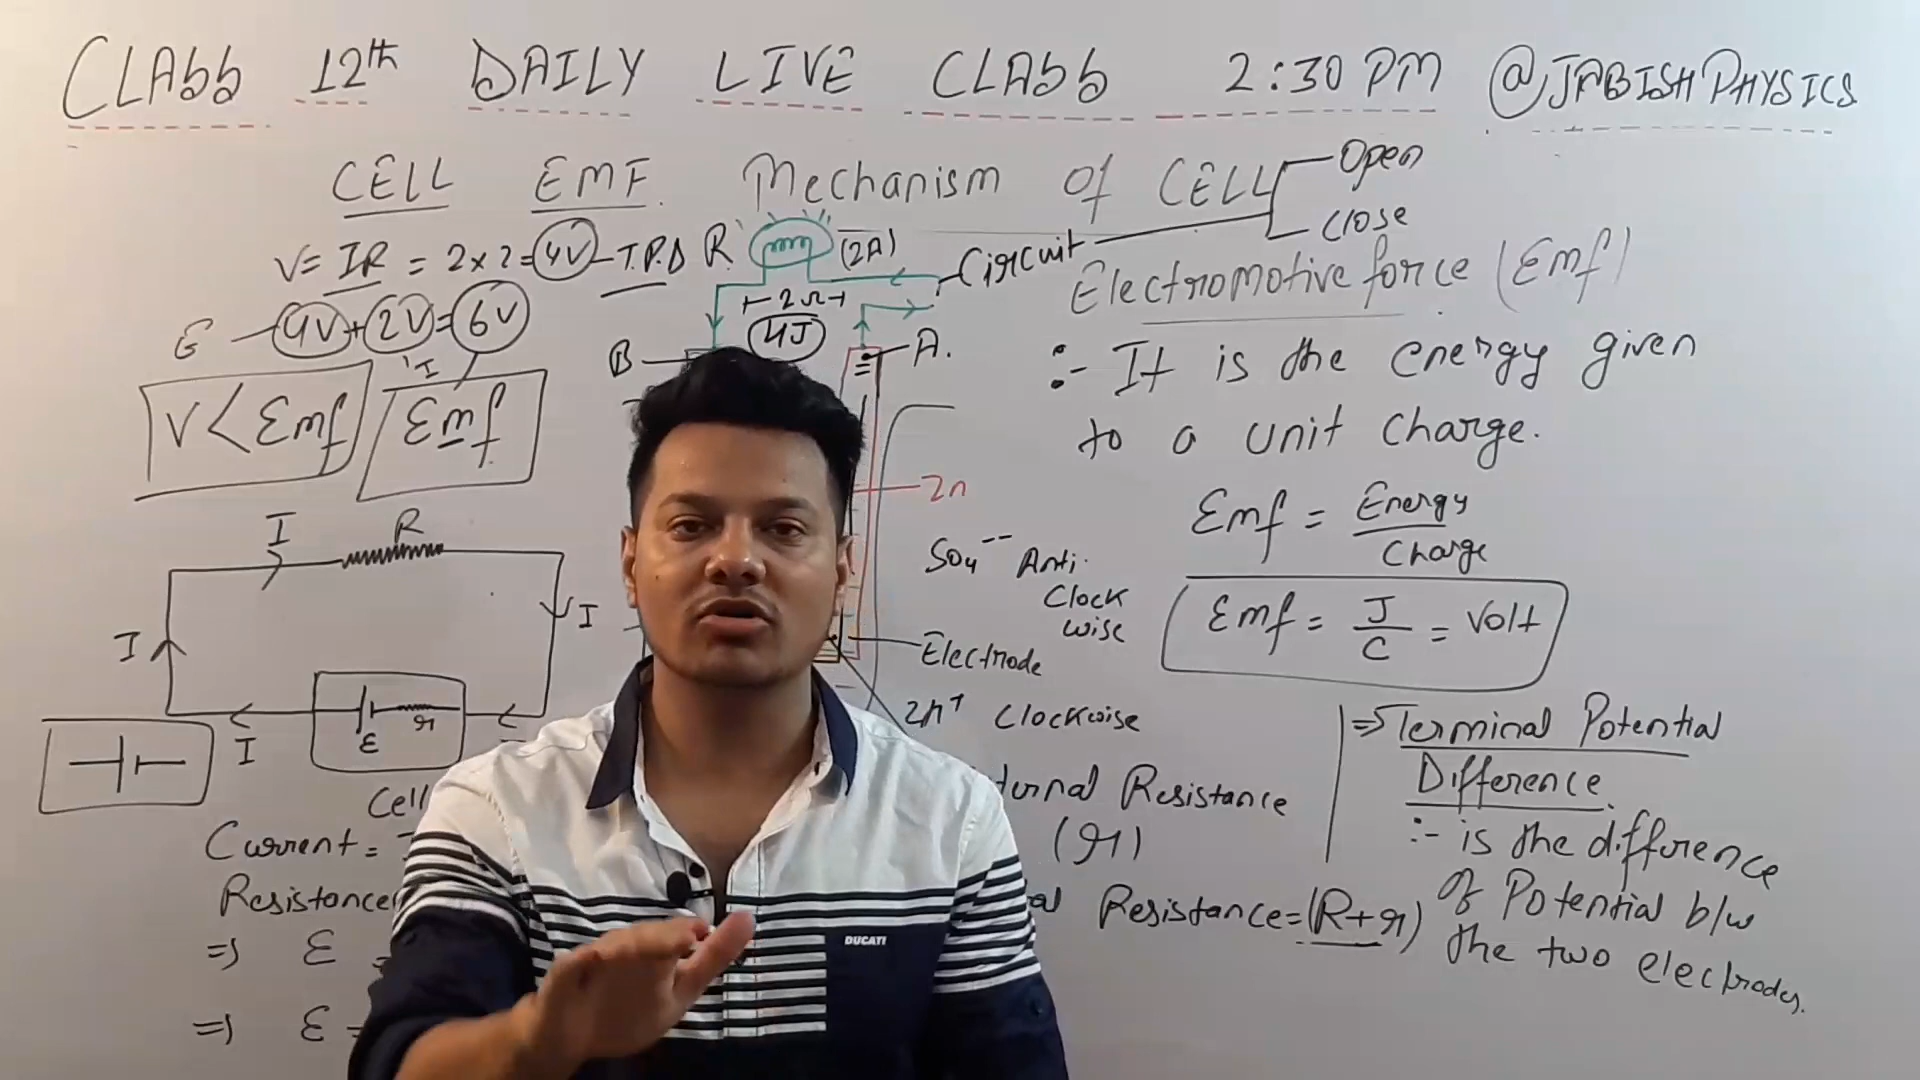 CLASS 12th DAILY LIVE CLASS 2:30 PM @JABISHPHYSICS
CELL EMF. Mechanism of CELL
Open
Close
Circuit
V = IR = 2 x 2 = 4V - T.P.D
R
(2A)
2Ω
4J
E - 4V + 2V = 6V
V < Emf
Emf
B
A.
Zn
I
R
I
I
I
ε
r
Cell
Electromotive force (Emf)
:- It is the energy given
to a unit charge.
Emf = Energy / Charge
Emf = J / C = Volt
SO4-- Anti
Clock
wise
Electrode
Zn+ Clockwise
ternal Resistance
(r)
al Resistance = (R+r)
Current =
Resistance
⇒ ε =
⇒ ε =
⇒ Terminal Potential
Difference
:- is the difference
of Potential b/w
the two electrodes.
DUCATI